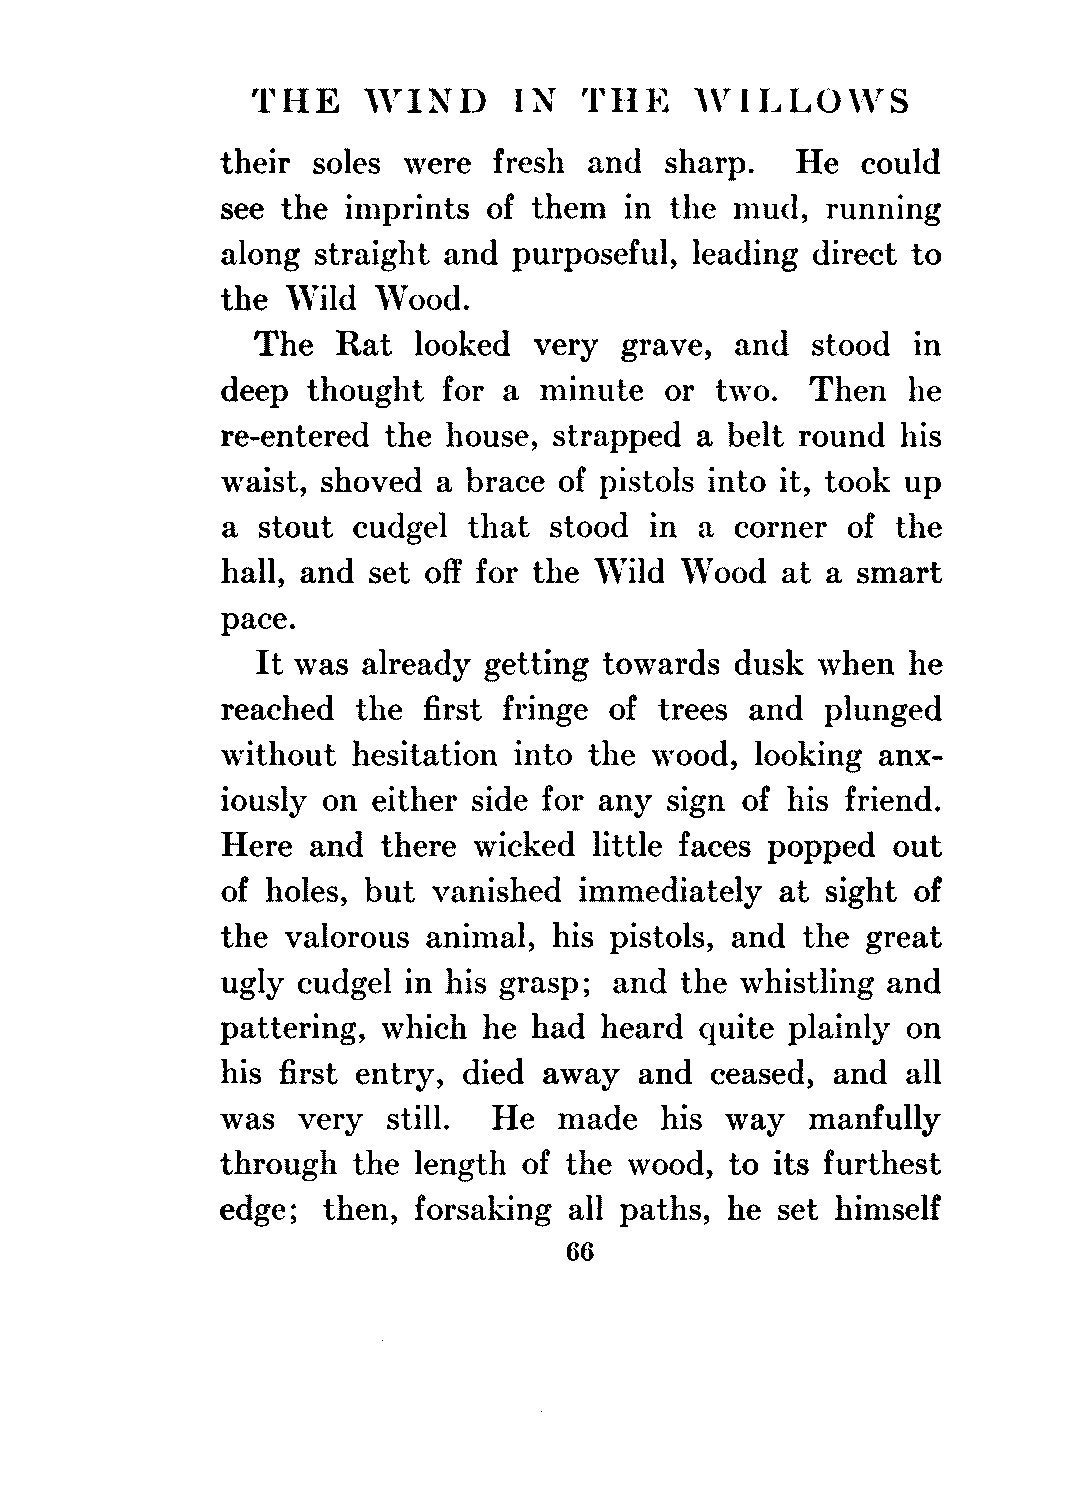 THE WIND IN THE WILLOWS
their soles were fresh and sharp. He could
see the imprints of them in the mud, running
along straight and purposeful, leading direct to
the Wild Wood.
The Rat looked very grave, and stood in
deep thought for a minute or two. Then he
re-entered the house, strapped a belt round his
waist, shoved a brace of pistols into it, took up
a stout cudgel that stood in a corner of the
hall, and set off for the Wild Wood at a smart
pace.
It was already getting towards dusk when he
reached the first fringe of trees and plunged
without hesitation into the wood, looking anx-
iously on either side for any sign of his friend.
Here and there wicked little faces popped out
of holes, but vanished immediately at sight of
the valorous animal, his pistols, and the great
ugly cudgel in his grasp; and the whistling and
pattering, which he had heard quite plainly on
his first entry, died away and ceased, and all
was very still. He made his way manfully
through the length of the wood, to its furthest
edge; then, forsaking all paths, he set himself
66